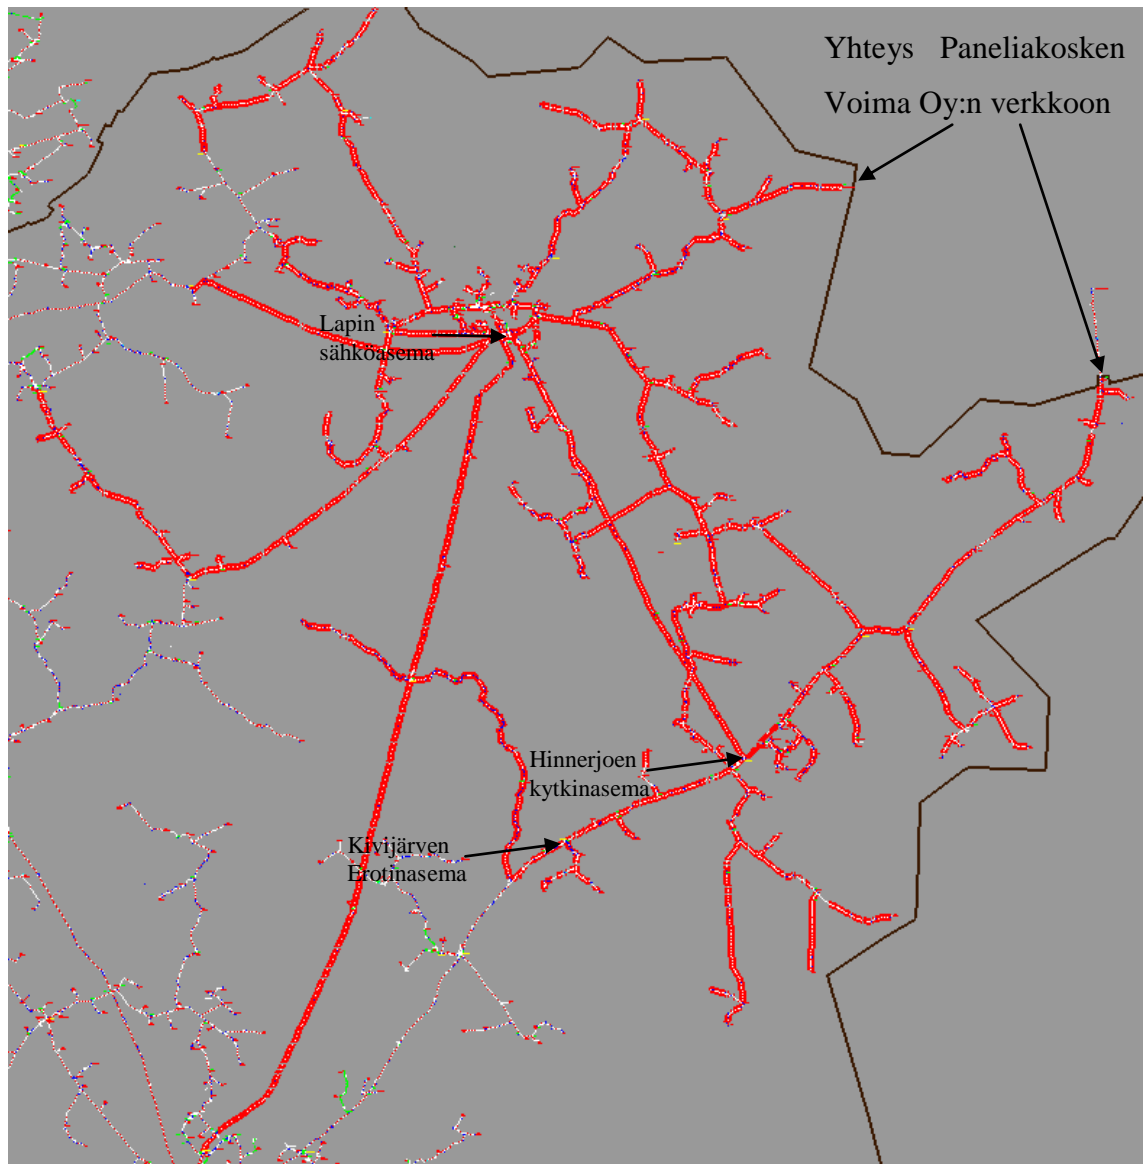 Yhteys Paneliakosken
Voima Oy:n verkkoon
Lapin
sähköasema
Hinnerjoen
kytkinasema
Kivijärven
Erotinasema